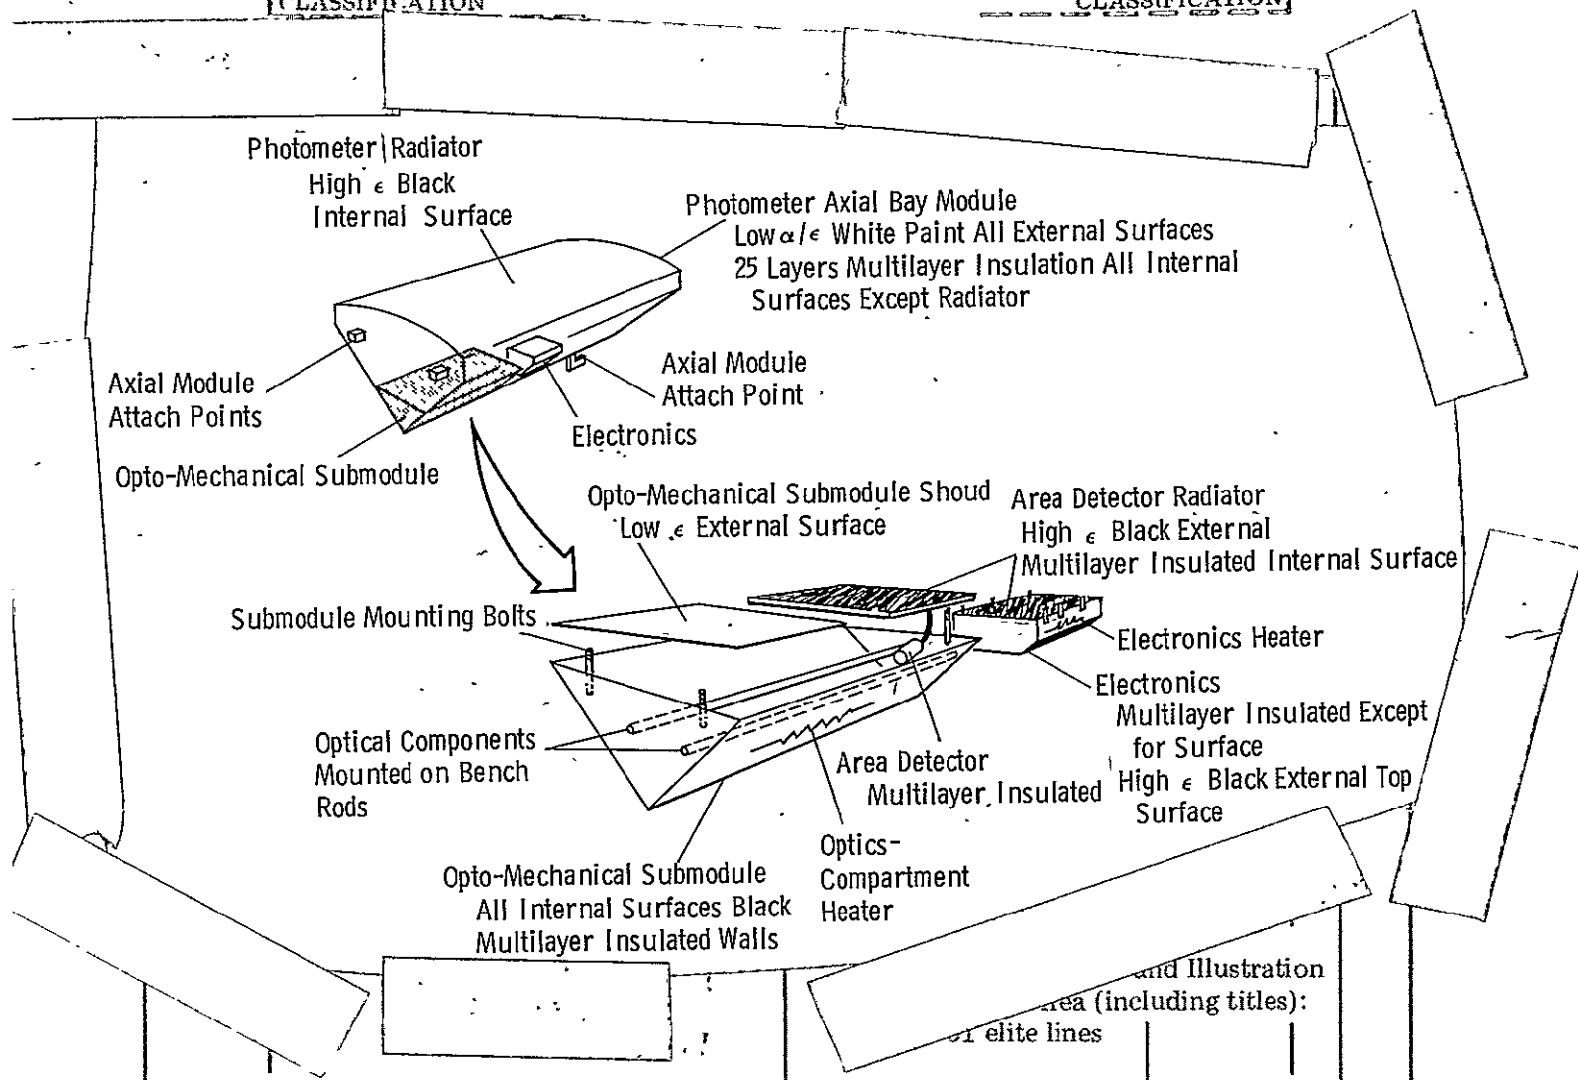 CLASSIFICATION
CLASSIFICATION
Photometer Radiator
High ϵ Black
Internal Surface
Photometer Axial Bay Module
Low α/ϵ White Paint All External Surfaces
25 Layers Multilayer Insulation All Internal
Surfaces Except Radiator
Axial Module
Attach Points
Axial Module
Attach Point
Electronics
Opto-Mechanical Submodule
Opto-Mechanical Submodule Shoud
Low ϵ External Surface
Area Detector Radiator
High ϵ Black External
Multilayer Insulated Internal Surface
Submodule Mounting Bolts
Electronics Heater
Electronics
Multilayer Insulated Except
for Surface
High ϵ Black External Top
Surface
Optical Components
Mounted on Bench
Rods
Area Detector
Multilayer Insulated
Optics-
Compartment
Heater
Opto-Mechanical Submodule
All Internal Surfaces Black
Multilayer Insulated Walls
and Illustration
(including titles):
elite lines